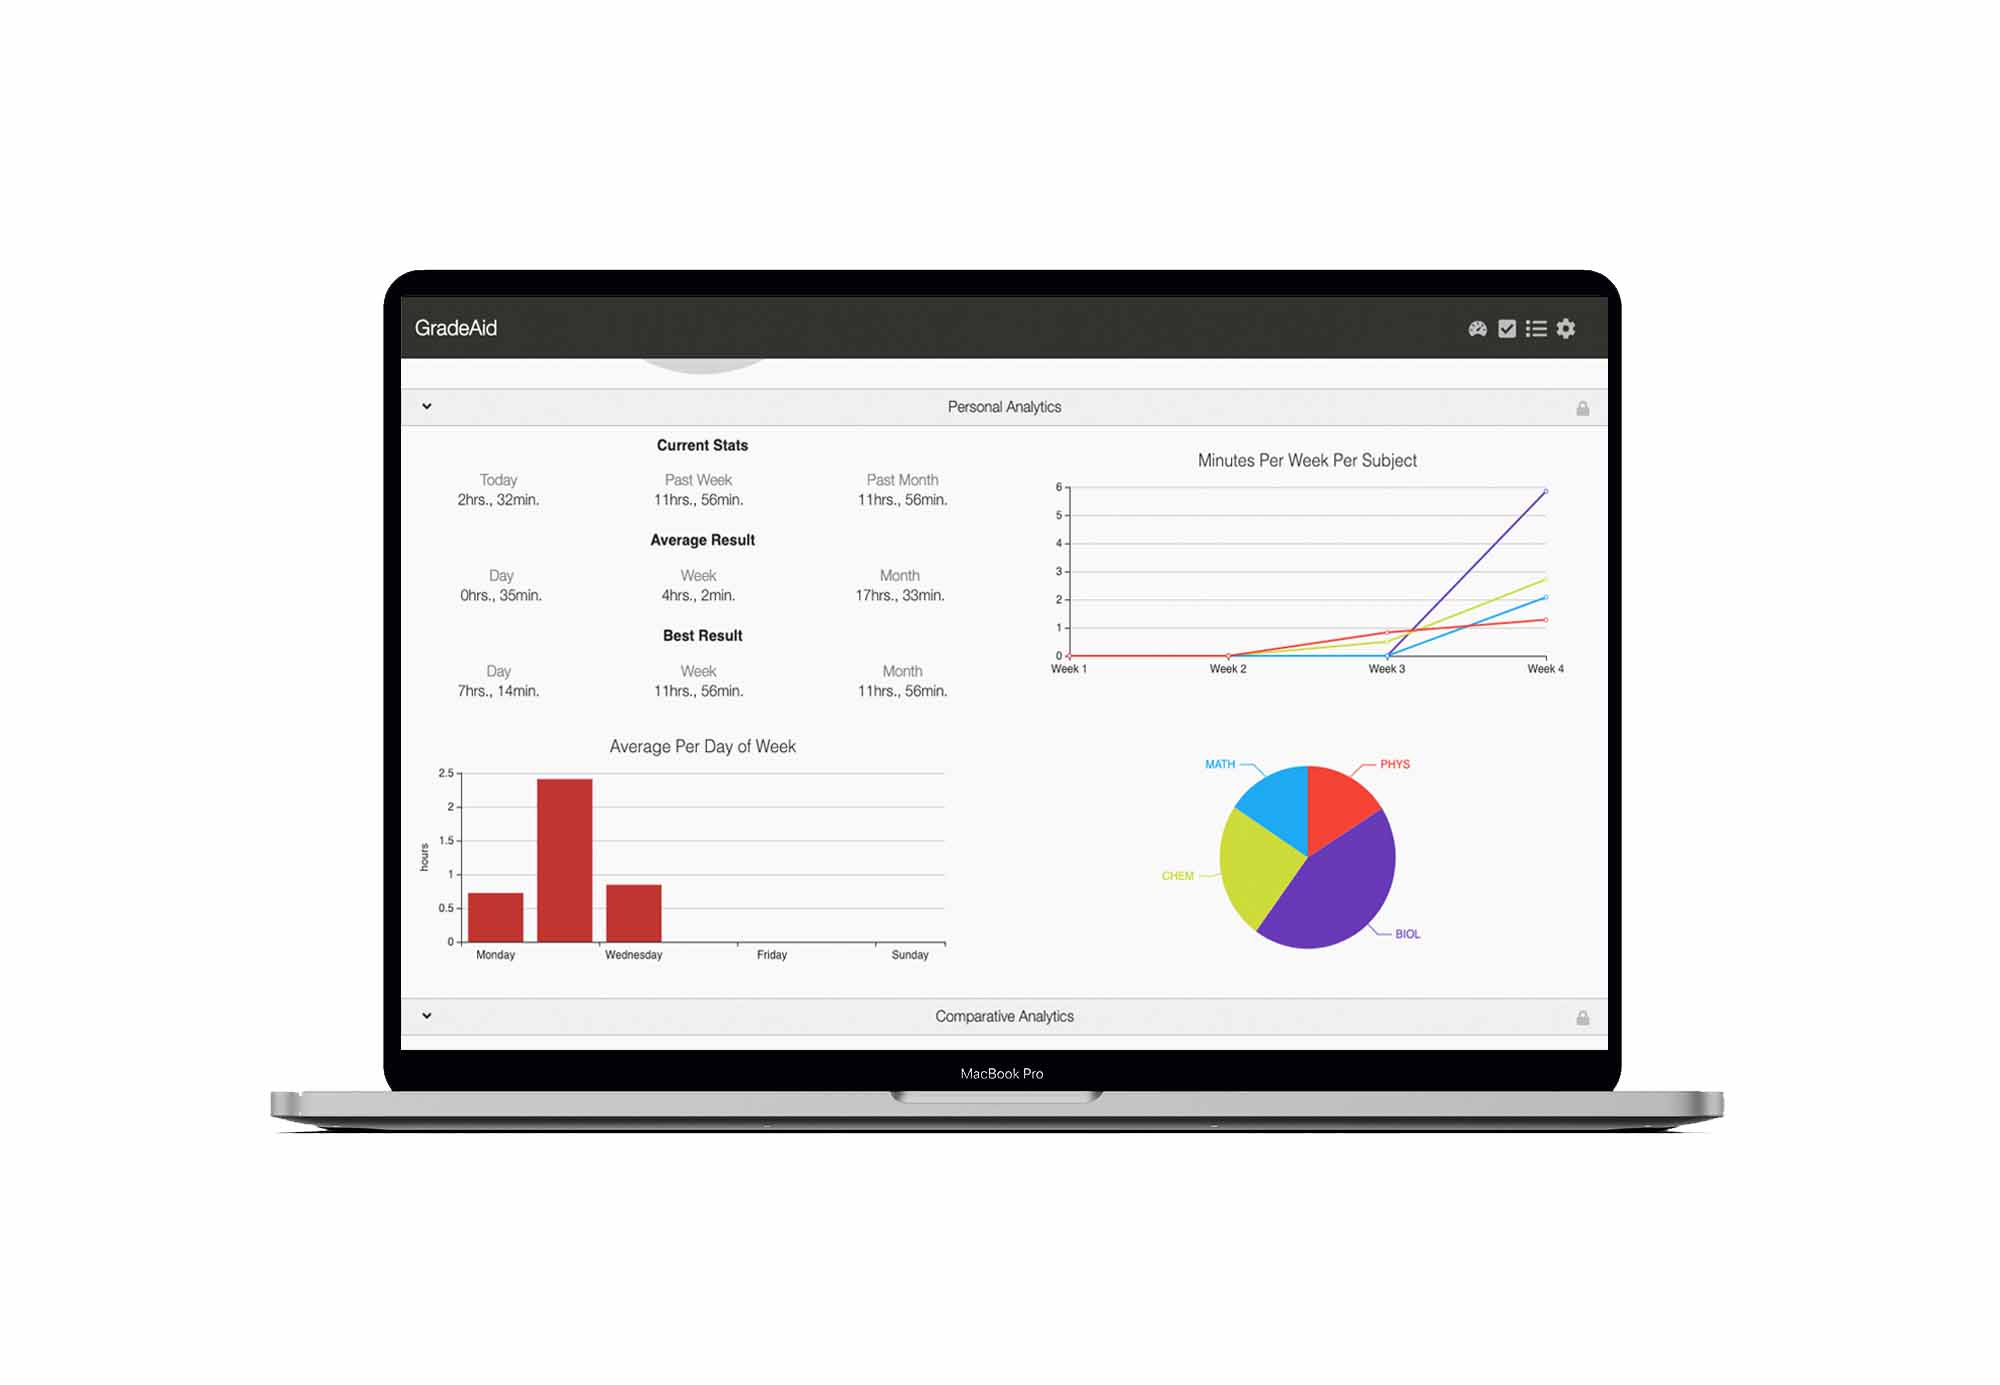 GradeAid
Personal Analytics
Current Stats
Today
Past Week
Past Month
2hrs., 32min.
11hrs., 56min.
11hrs., 56min.
Average Result
Day
Week
Month
0hrs., 35min.
4hrs., 2min.
17hrs., 33min.
Best Result
Day
Week
Month
7hrs., 14min.
11hrs., 56min.
11hrs., 56min.
Minutes Per Week Per Subject
6
5
4
3
2
1
0
Week 1
Week 2
Week 3
Week 4
Average Per Day of Week
2.5
2
1.5
1
0.5
0
hours
Monday
Wednesday
Friday
Sunday
MATH
PHYS
CHEM
BIOL
Comparative Analytics
MacBook Pro